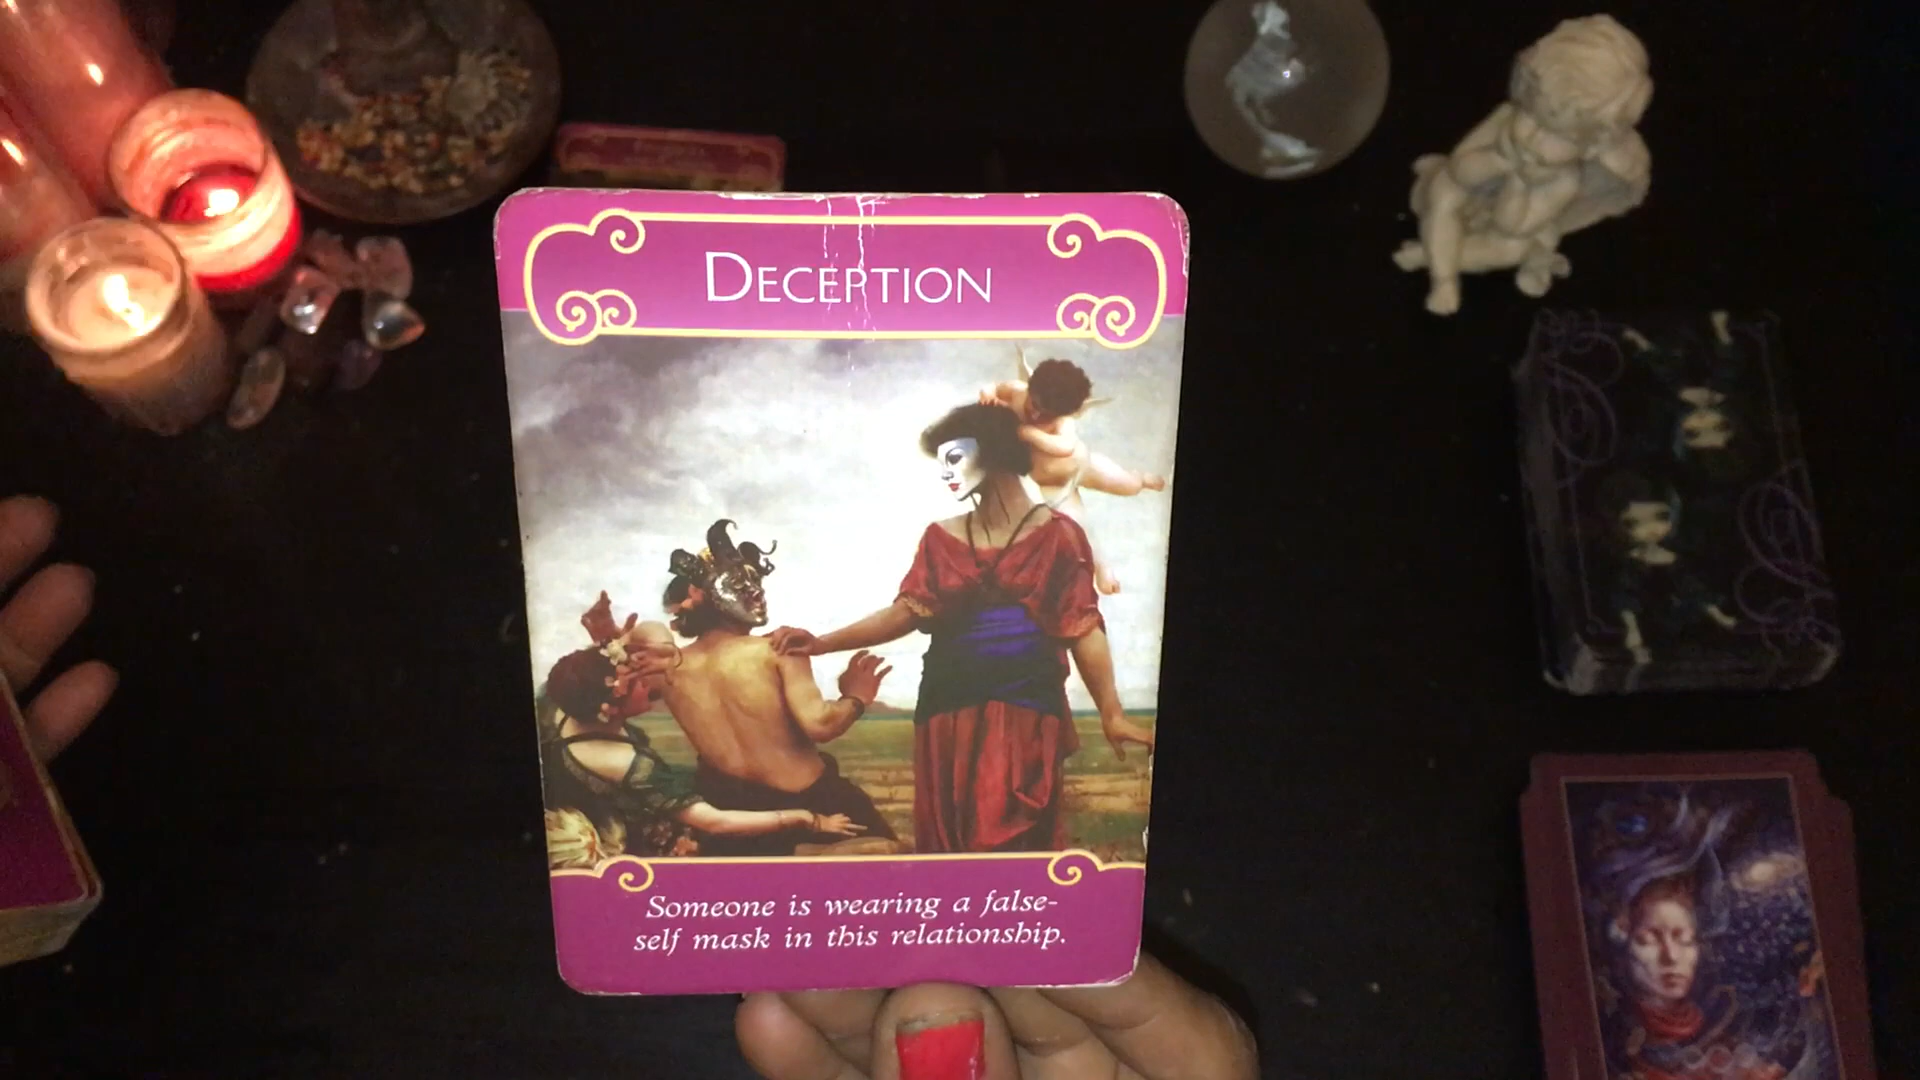 DECEPTION
Someone is wearing a false-
self mask in this relationship.